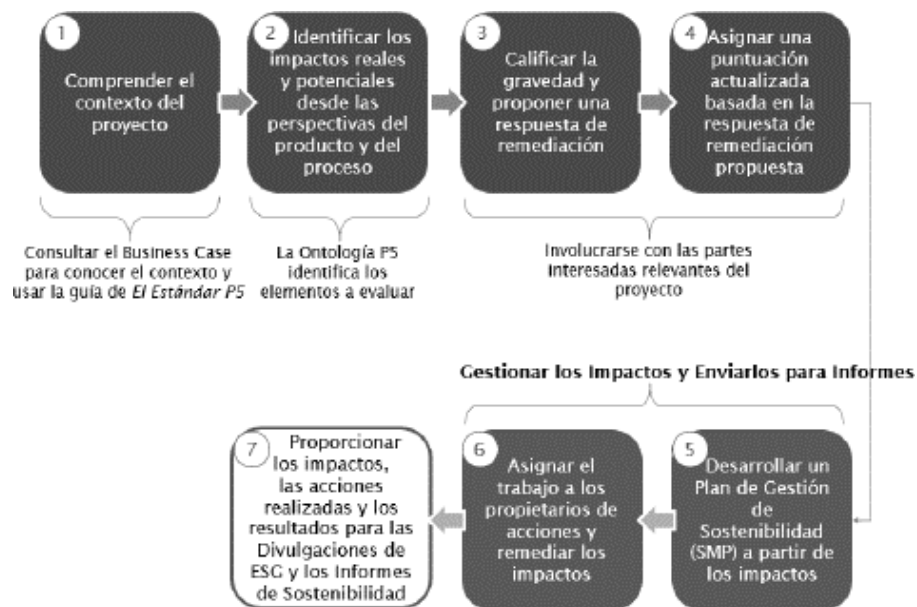 1
Comprender el
contexto del
proyecto
2
Identificar los
impactos reales
y potenciales
desde las
perspectivas del
producto y del
proceso
3
Calificar la
gravedad y
proponer una
respuesta de
remediación
4
Asignar una
puntuación
actualizada
basada en la
respuesta de
remediación
propuesta
Consultar el Business Case
para conocer el contexto y
usar la guía de El Estándar P5
La Ontología P5
identifica los
elementos a evaluar
Involucrarse con las partes
interesadas relevantes del
proyecto
Gestionar los Impactos y Enviarlos para Informes
7
Proporcionar
los impactos,
las acciones
realizadas y los
resultados para las
Divulgaciones de
ESG y los Informes
de Sostenibilidad
6
Asignar el
trabajo a los
propietarios de
acciones y
remediar los
impactos
5
Desarrollar un
Plan de Gestión
de
Sostenibilidad
(SMP) a partir de
los impactos